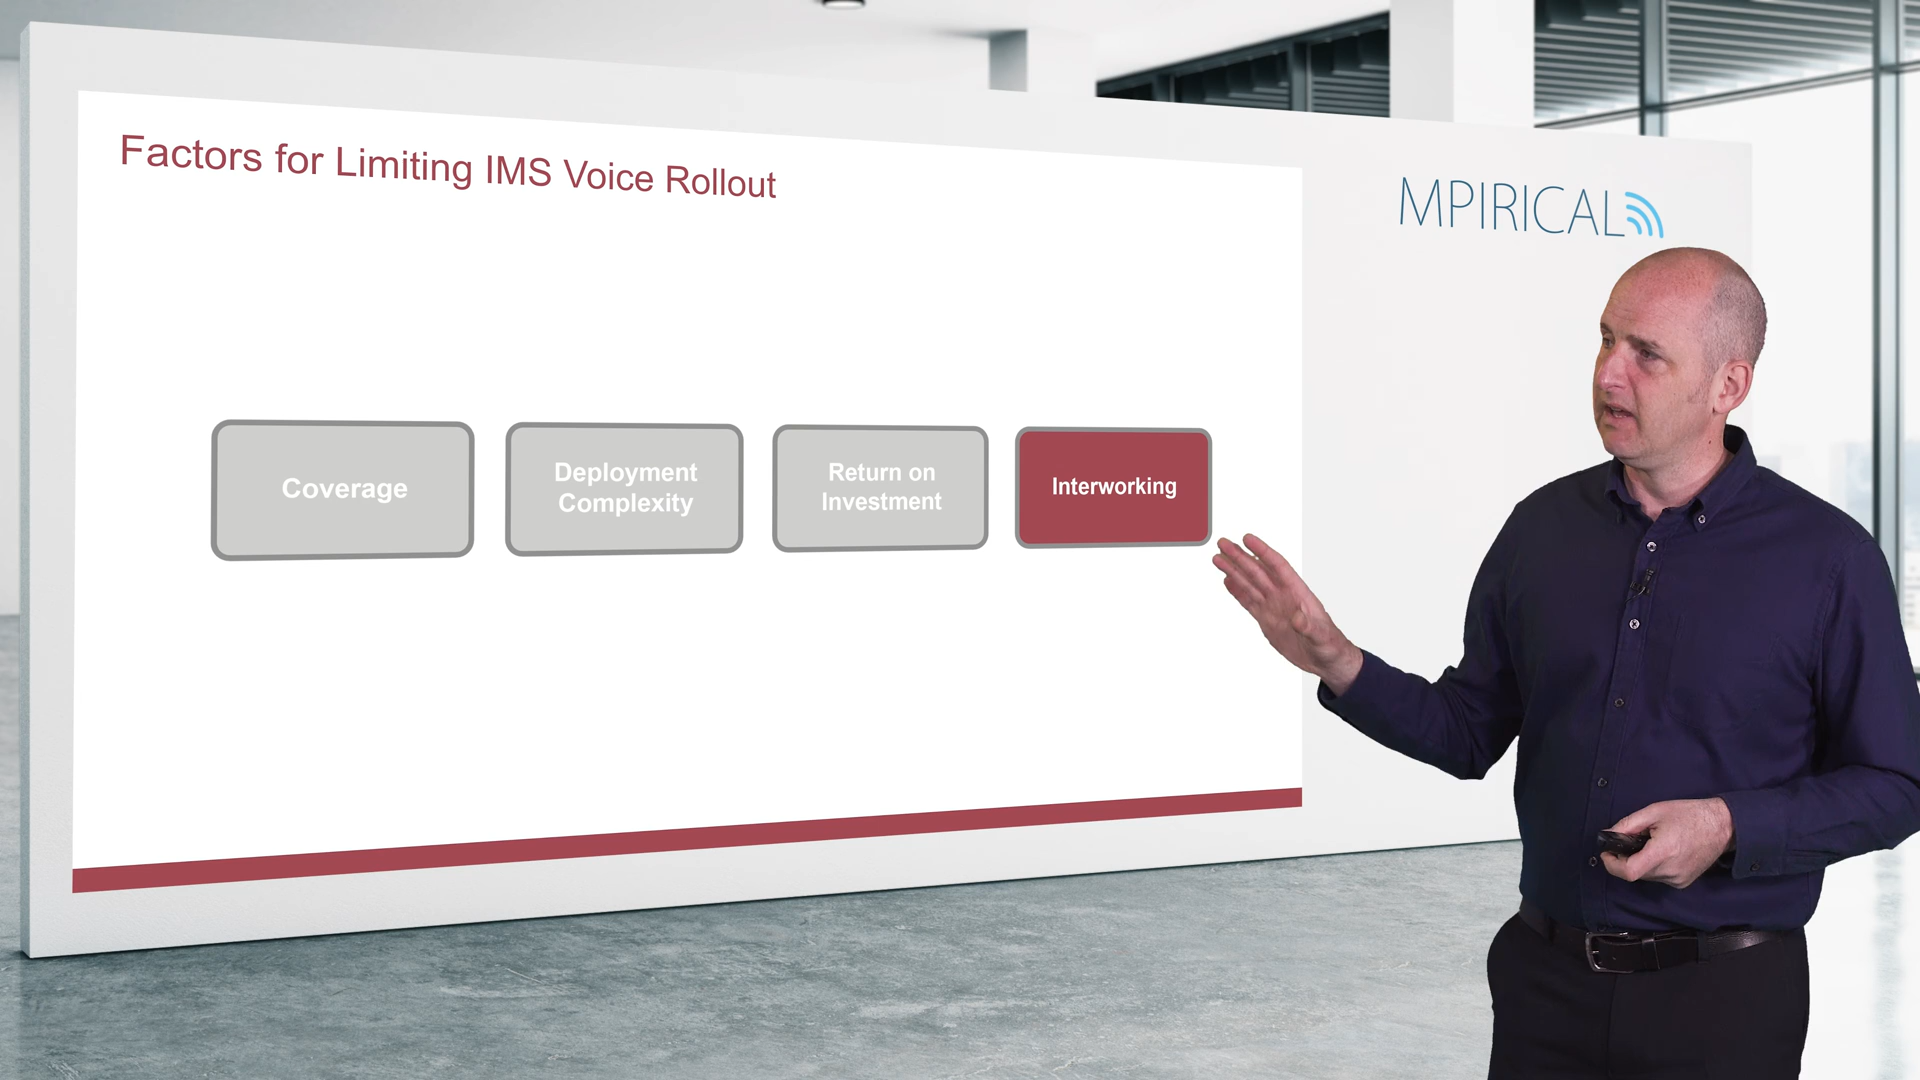 Factors for Limiting IMS Voice Rollout
MPIRICAL
Coverage
Deployment
Complexity
Return on
Investment
Interworking